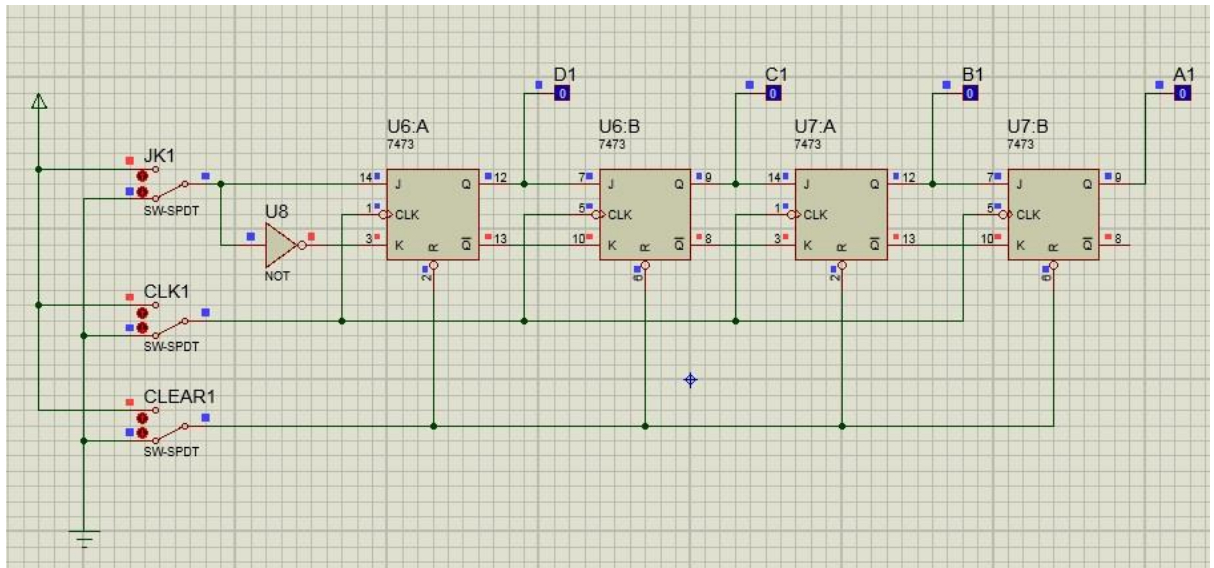 D1
0
C1
0
B1
0
A1
0
U6:A
7473
U6:B
7473
U7:A
7473
U7:B
7473
JK1
SW-SPDT
U8
NOT
14 J Q 12
1 CLK
3 K Q 13
R
2
7 J Q 9
5 CLK
10 K Q 8
R
6
14 J Q 12
1 CLK
3 K Q 13
R
2
7 J Q 9
5 CLK
10 K Q 8
R
6
CLK1
SW-SPDT
CLEAR1
SW-SPDT